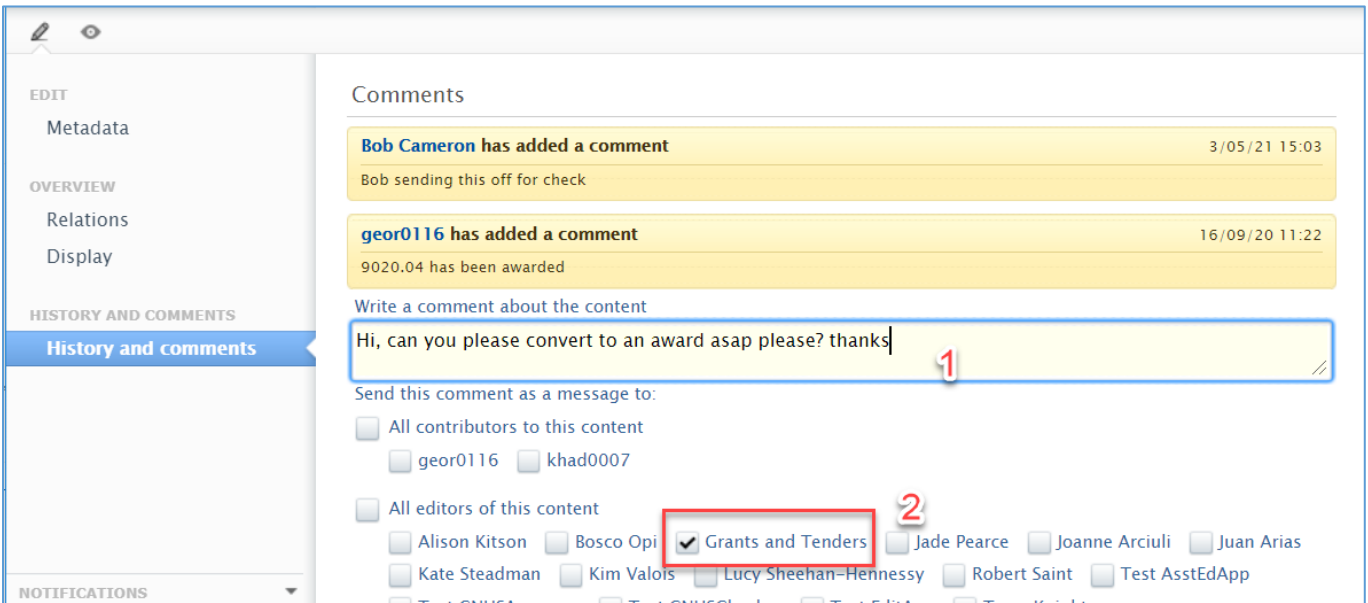 EDIT
Metadata
OVERVIEW
Relations
Display
HISTORY AND COMMENTS
History and comments
NOTIFICATIONS
Comments
Bob Cameron has added a comment 3/05/21 15:03
Bob sending this off for check
geor0116 has added a comment 16/09/20 11:22
9020.04 has been awarded
Write a comment about the content
Hi, can you please convert to an award asap please? thanks
1
Send this comment as a message to:
All contributors to this content
geor0116 khad0007
All editors of this content
2
Alison Kitson Bosco Opi Grants and Tenders Jade Pearce Joanne Arciuli Juan Arias
Kate Steadman Kim Valois Lucy Sheehan-Hennessy Robert Saint Test AsstEdApp